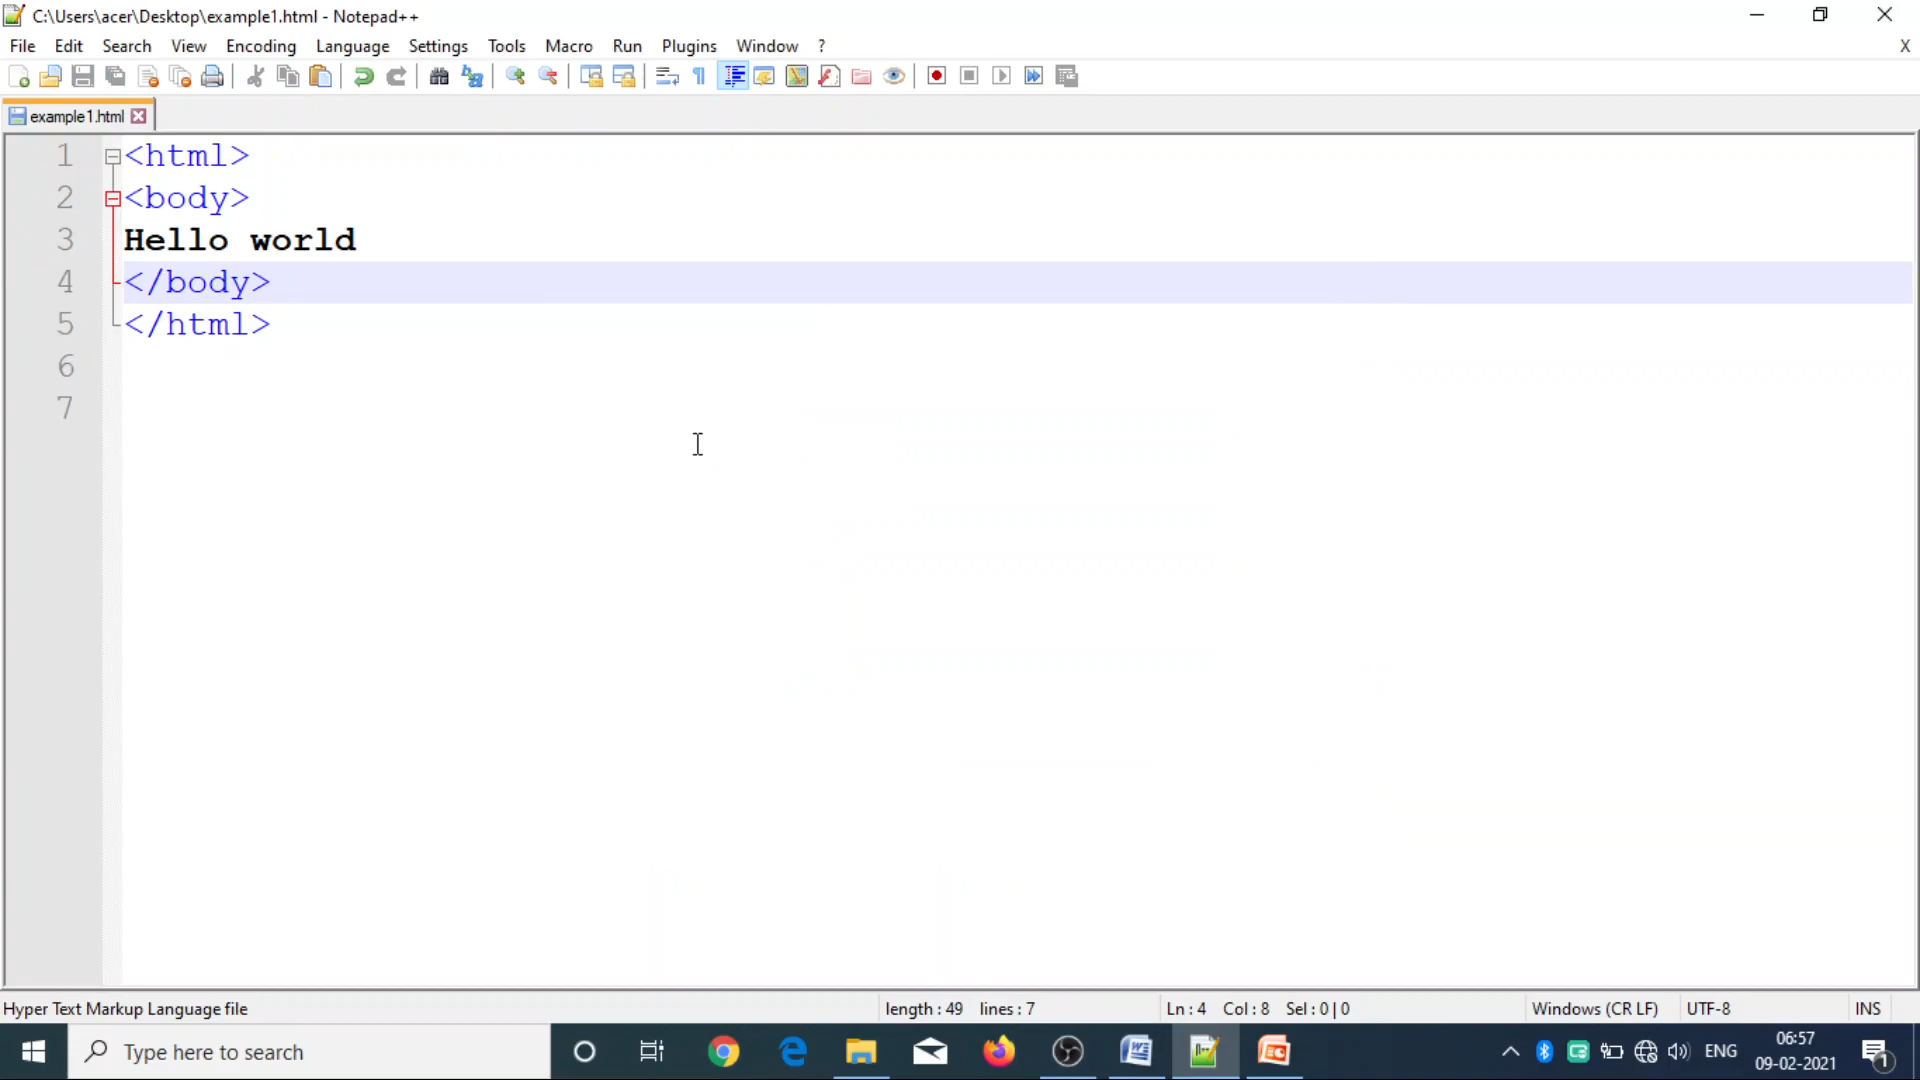 C:\Users\acer\Desktop\example1.html - Notepad++
File Edit Search View Encoding Language Settings Tools Macro Run Plugins Window ? X
example1.html
1 <html>
2 <body>
3 Hello world
4 </body>
5 </html>
6
7
Hyper Text Markup Language file length : 49 lines : 7 Ln : 4 Col : 8 Sel : 0 | 0 Windows (CR LF) UTF-8 INS
Type here to search ENG 06:57
09-02-2021 1